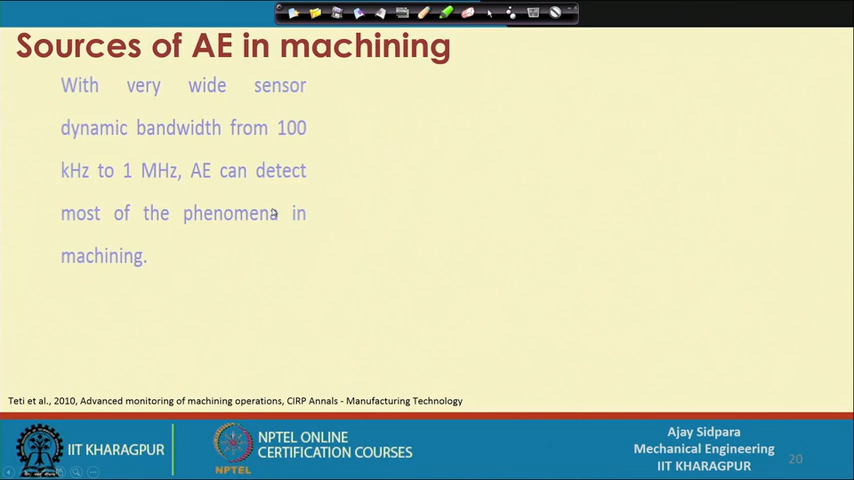 Sources of AE in machining
With very wide sensor
dynamic bandwidth from 100
kHz to 1 MHz, AE can detect
most of the phenomena in
machining.
Teti et al., 2010, Advanced monitoring of machining operations, CIRP Annals - Manufacturing Technology
IIT KHARAGPUR
NPTEL
NPTEL ONLINE
CERTIFICATION COURSES
Ajay Sidpara
Mechanical Engineering
IIT KHARAGPUR
20